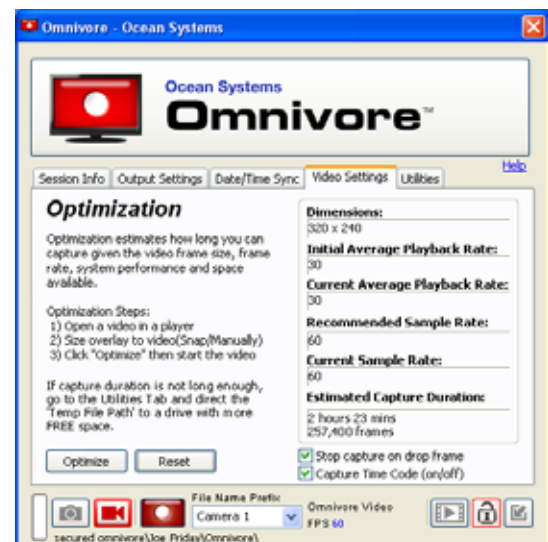 Omnivore - Ocean Systems
Ocean Systems
Omnivore™
Help
Session Info Output Settings Date/Time Sync Video Settings Utilities
Optimization
Optimization estimates how long you can
capture given the video frame size, frame
rate, system performance and space
available.
Optimization Steps:
1) Open a video in a player
2) Size overlay to video(Snap/Manually)
3) Click "Optimize" then start the video
If capture duration is not long enough,
go to the Utilities Tab and direct the
'Temp File Path' to a drive with more
FREE space.
Optimize Reset
Dimensions:
320 x 240
Initial Average Playback Rate:
30
Current Average Playback Rate:
30
Recommended Sample Rate:
60
Current Sample Rate:
60
Estimated Capture Duration:
2 hours 23 mins
257,400 frames
Stop capture on drop frame
Capture Time Code (on/off)
File Name Prefix
Camera 1
Omnivore Video
FPS 60
secured omnivore\Joe Friday\Omnivore\